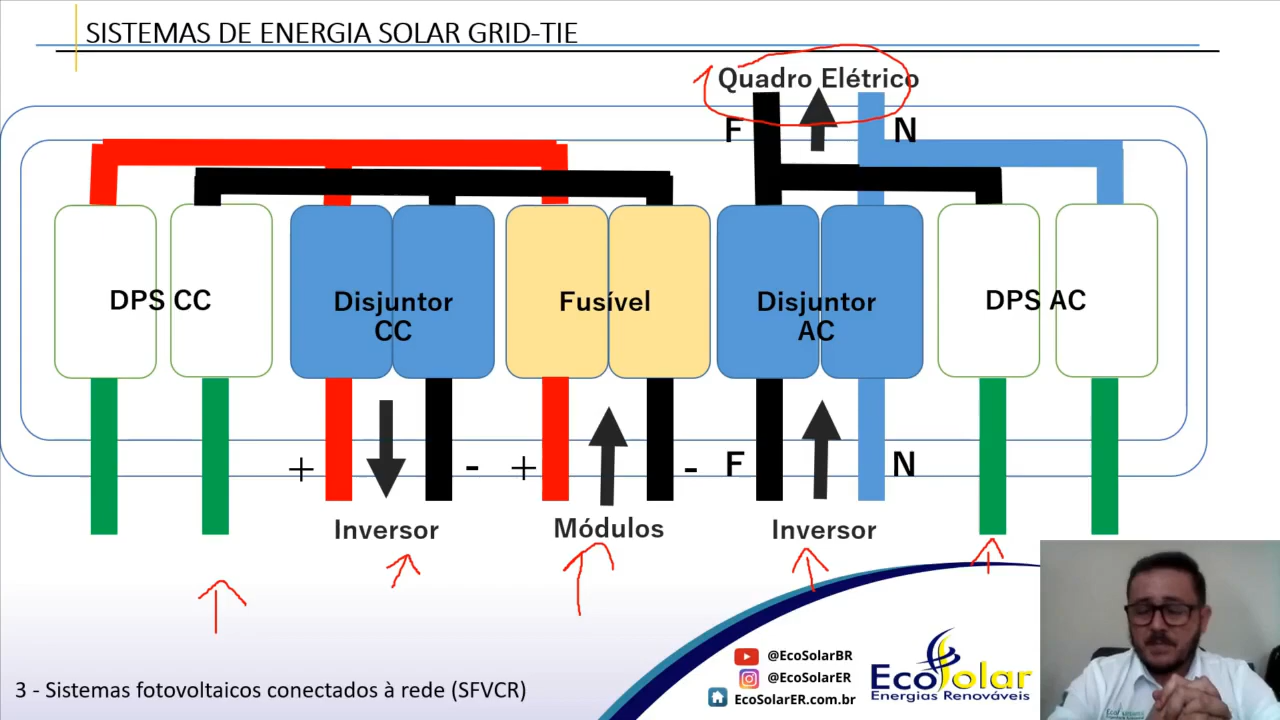 SISTEMAS DE ENERGIA SOLAR GRID-TIE
Quadro Elétrico
F
N
DPS CC
Disjuntor
CC
Fusível
Disjuntor
AC
DPS AC
+
-
+
-
F
N
Inversor
Módulos
Inversor
@EcoSolarBR
@EcoSolarER
EcoSolarER.com.br
EcoSolar
Energias Renováveis
3 - Sistemas fotovoltaicos conectados à rede (SFVCR)